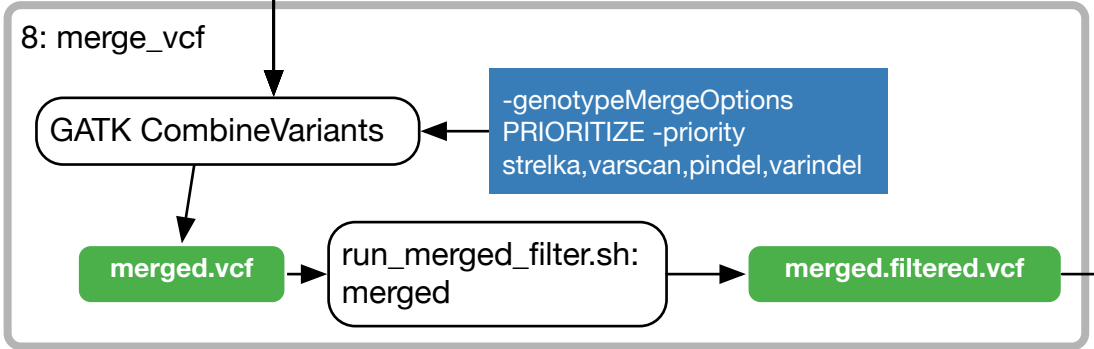 8: merge_vcf
GATK CombineVariants
-genotypeMergeOptions
PRIORITIZE -priority
strelka,varscan,pindel,varindel
merged.vcf
run_merged_filter.sh:
merged
merged.filtered.vcf